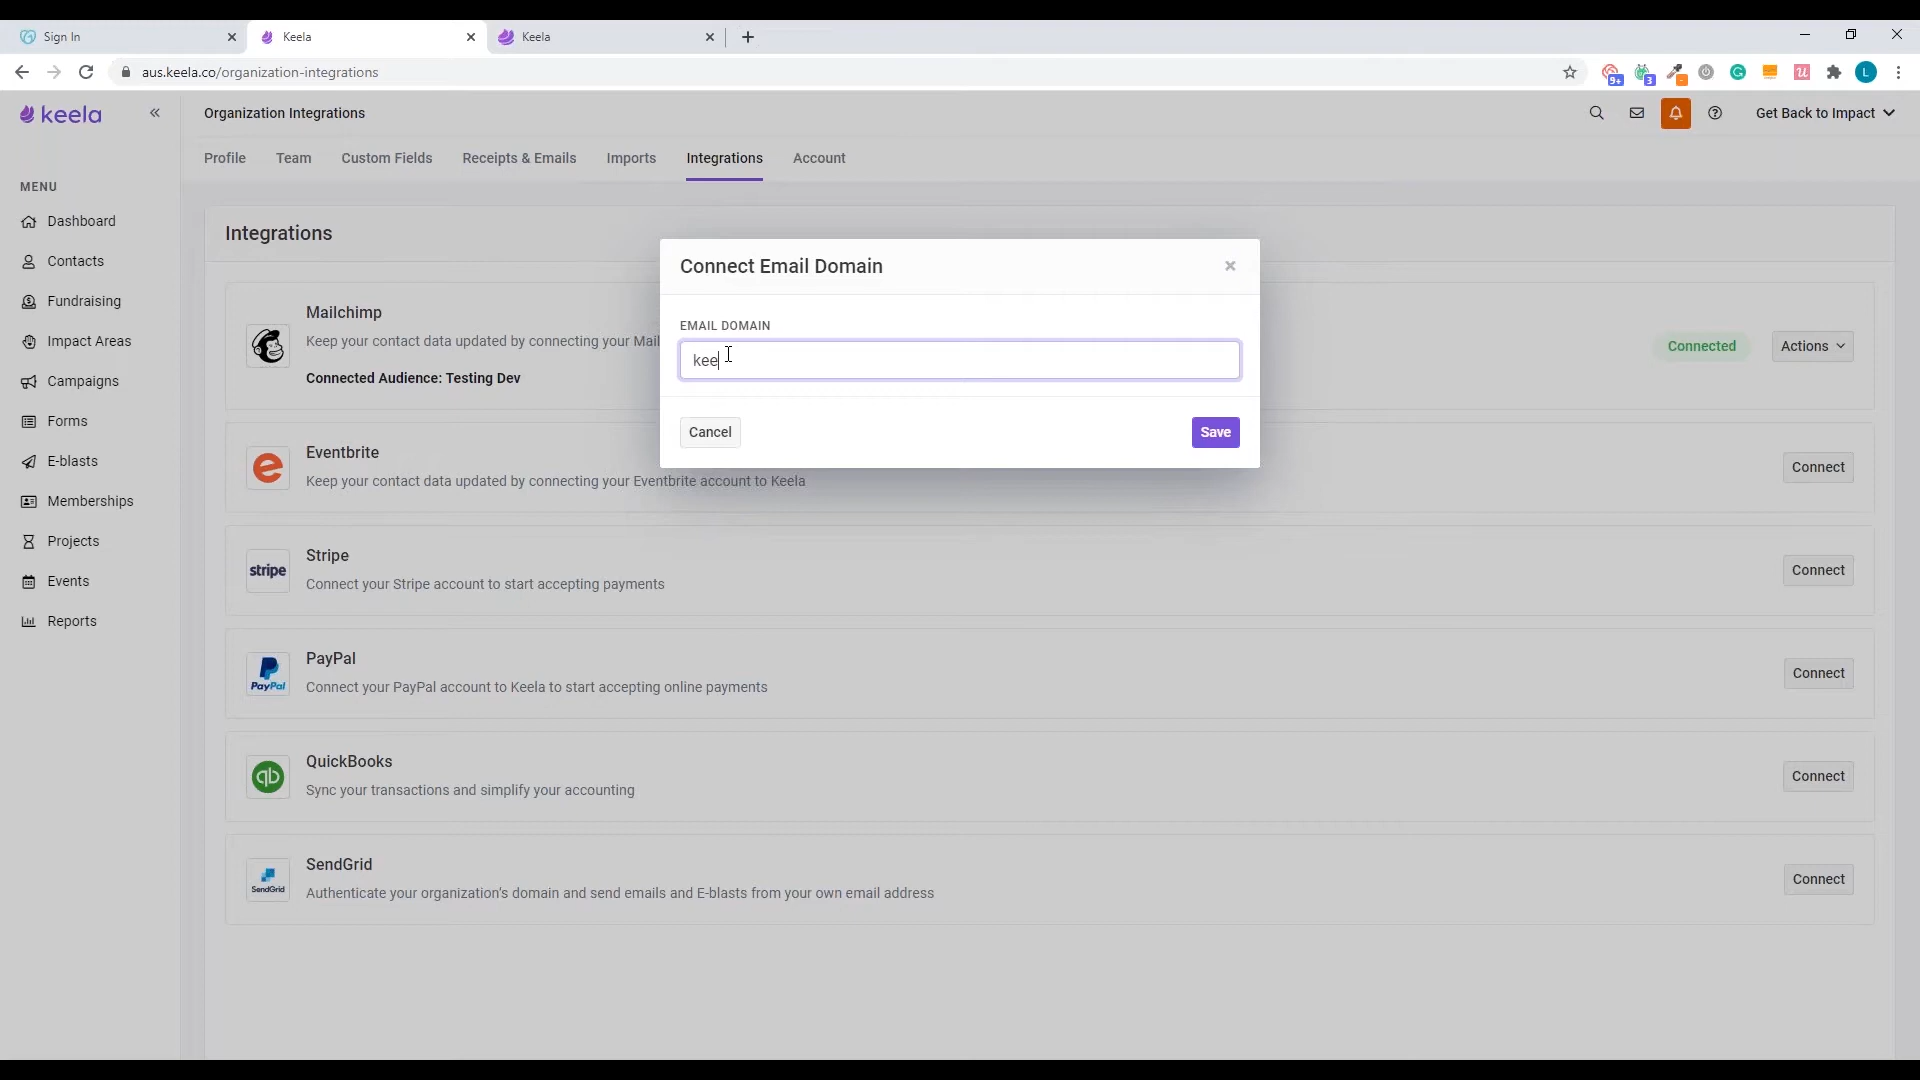 Sign In
Keela
Keela
aus.keela.co/organization-integrations
9+
3
L
keela
Organization Integrations
Get Back to Impact
Profile
Team
Custom Fields
Receipts & Emails
Imports
Integrations
Account
MENU
Dashboard
Contacts
Fundraising
Impact Areas
Campaigns
Forms
E-blasts
Memberships
Projects
Events
Reports
Integrations
Mailchimp
Keep your contact data updated by connecting your Mail
Connected Audience: Testing Dev
Connected
Actions
Connect Email Domain
EMAIL DOMAIN
kee
Cancel
Save
Eventbrite
Keep your contact data updated by connecting your Eventbrite account to Keela
Connect
stripe
Stripe
Connect your Stripe account to start accepting payments
Connect
PayPal
PayPal
Connect your PayPal account to Keela to start accepting online payments
Connect
qb
QuickBooks
Sync your transactions and simplify your accounting
Connect
SendGrid
SendGrid
Authenticate your organization's domain and send emails and E-blasts from your own email address
Connect